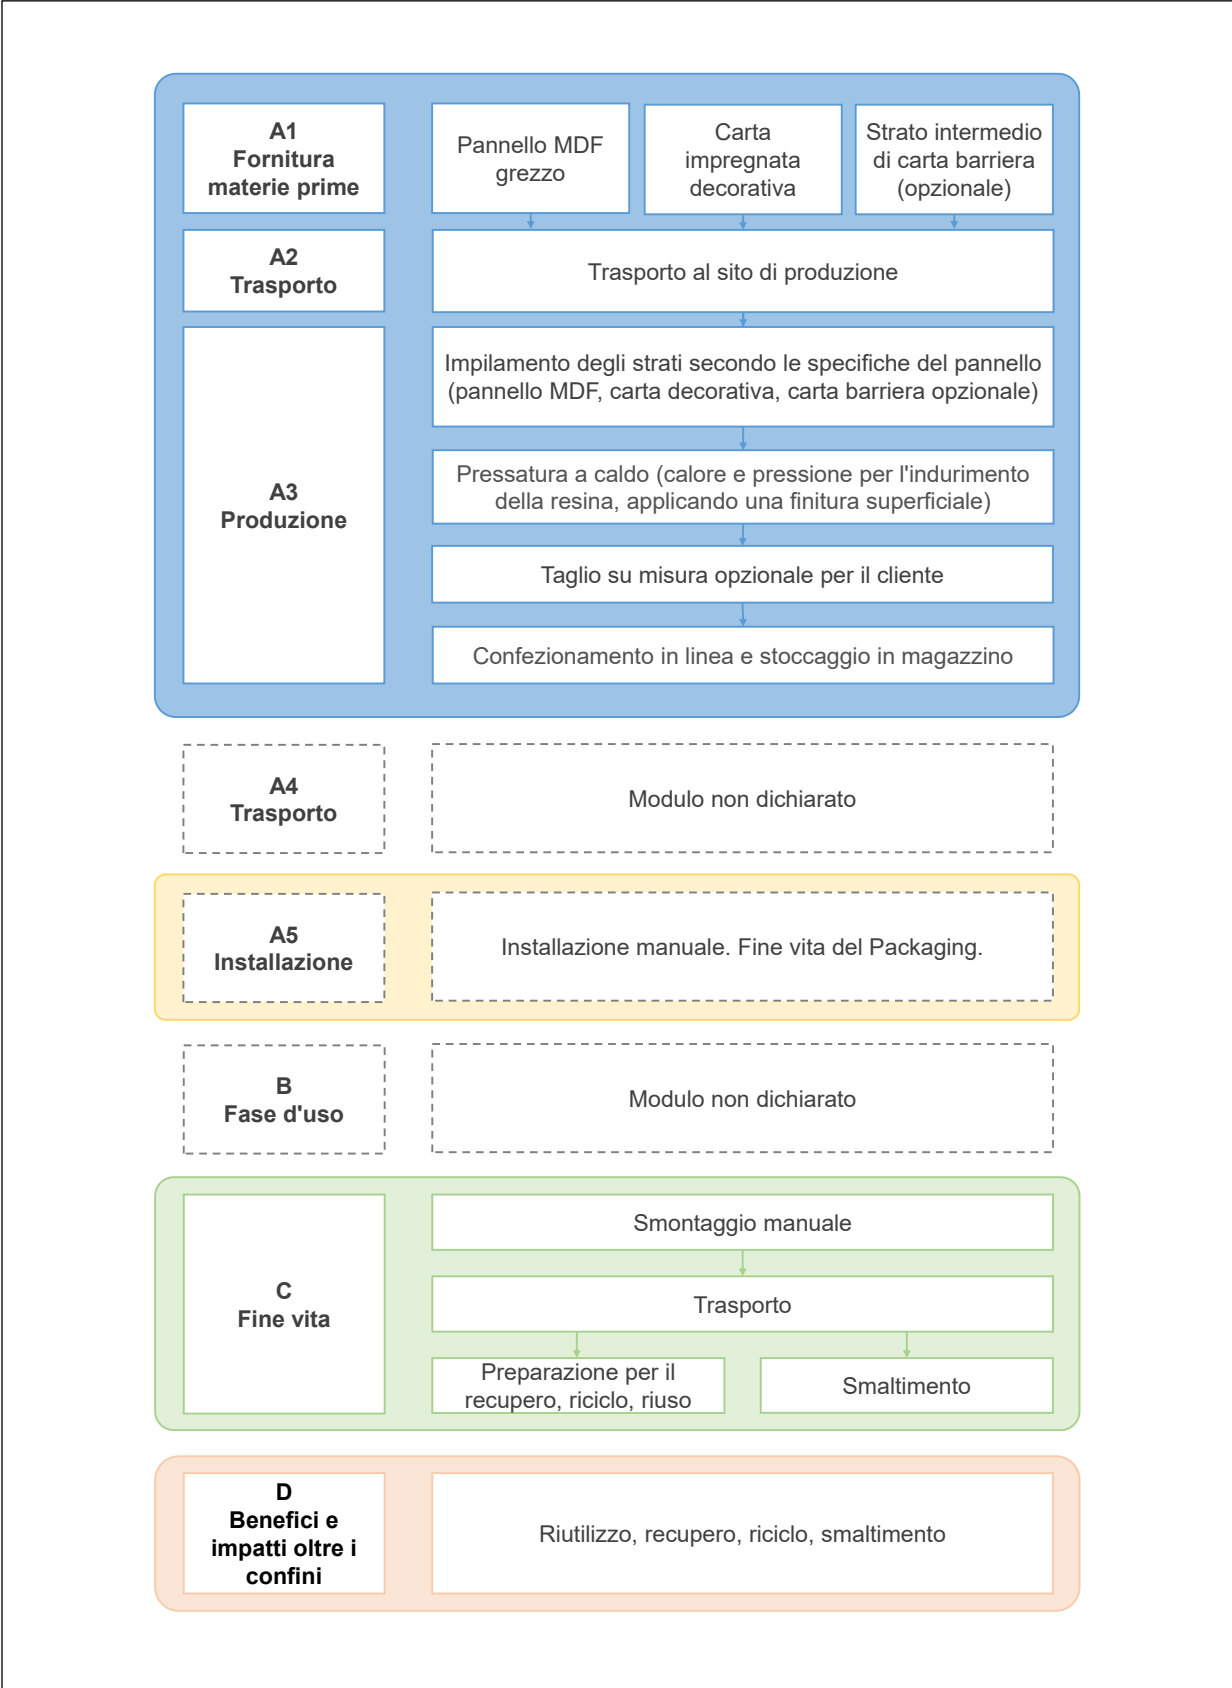 A1
Fornitura
materie prime
Pannello MDF
grezzo
Carta
impregnata
decorativa
Strato intermedio
di carta barriera
(opzionale)
A2
Trasporto
Trasporto al sito di produzione
A3
Produzione
Impilamento degli strati secondo le specifiche del pannello
(pannello MDF, carta decorativa, carta barriera opzionale)
Pressatura a caldo (calore e pressione per l'indurimento
della resina, applicando una finitura superficiale)
Taglio su misura opzionale per il cliente
Confezionamento in linea e stoccaggio in magazzino
A4
Trasporto
Modulo non dichiarato
A5
Installazione
Installazione manuale. Fine vita del Packaging.
B
Fase d'uso
Modulo non dichiarato
C
Fine vita
Smontaggio manuale
Trasporto
Preparazione per il
recupero, riciclo, riuso
Smaltimento
D
Benefici e
impatti oltre i
confini
Riutilizzo, recupero, riciclo, smaltimento